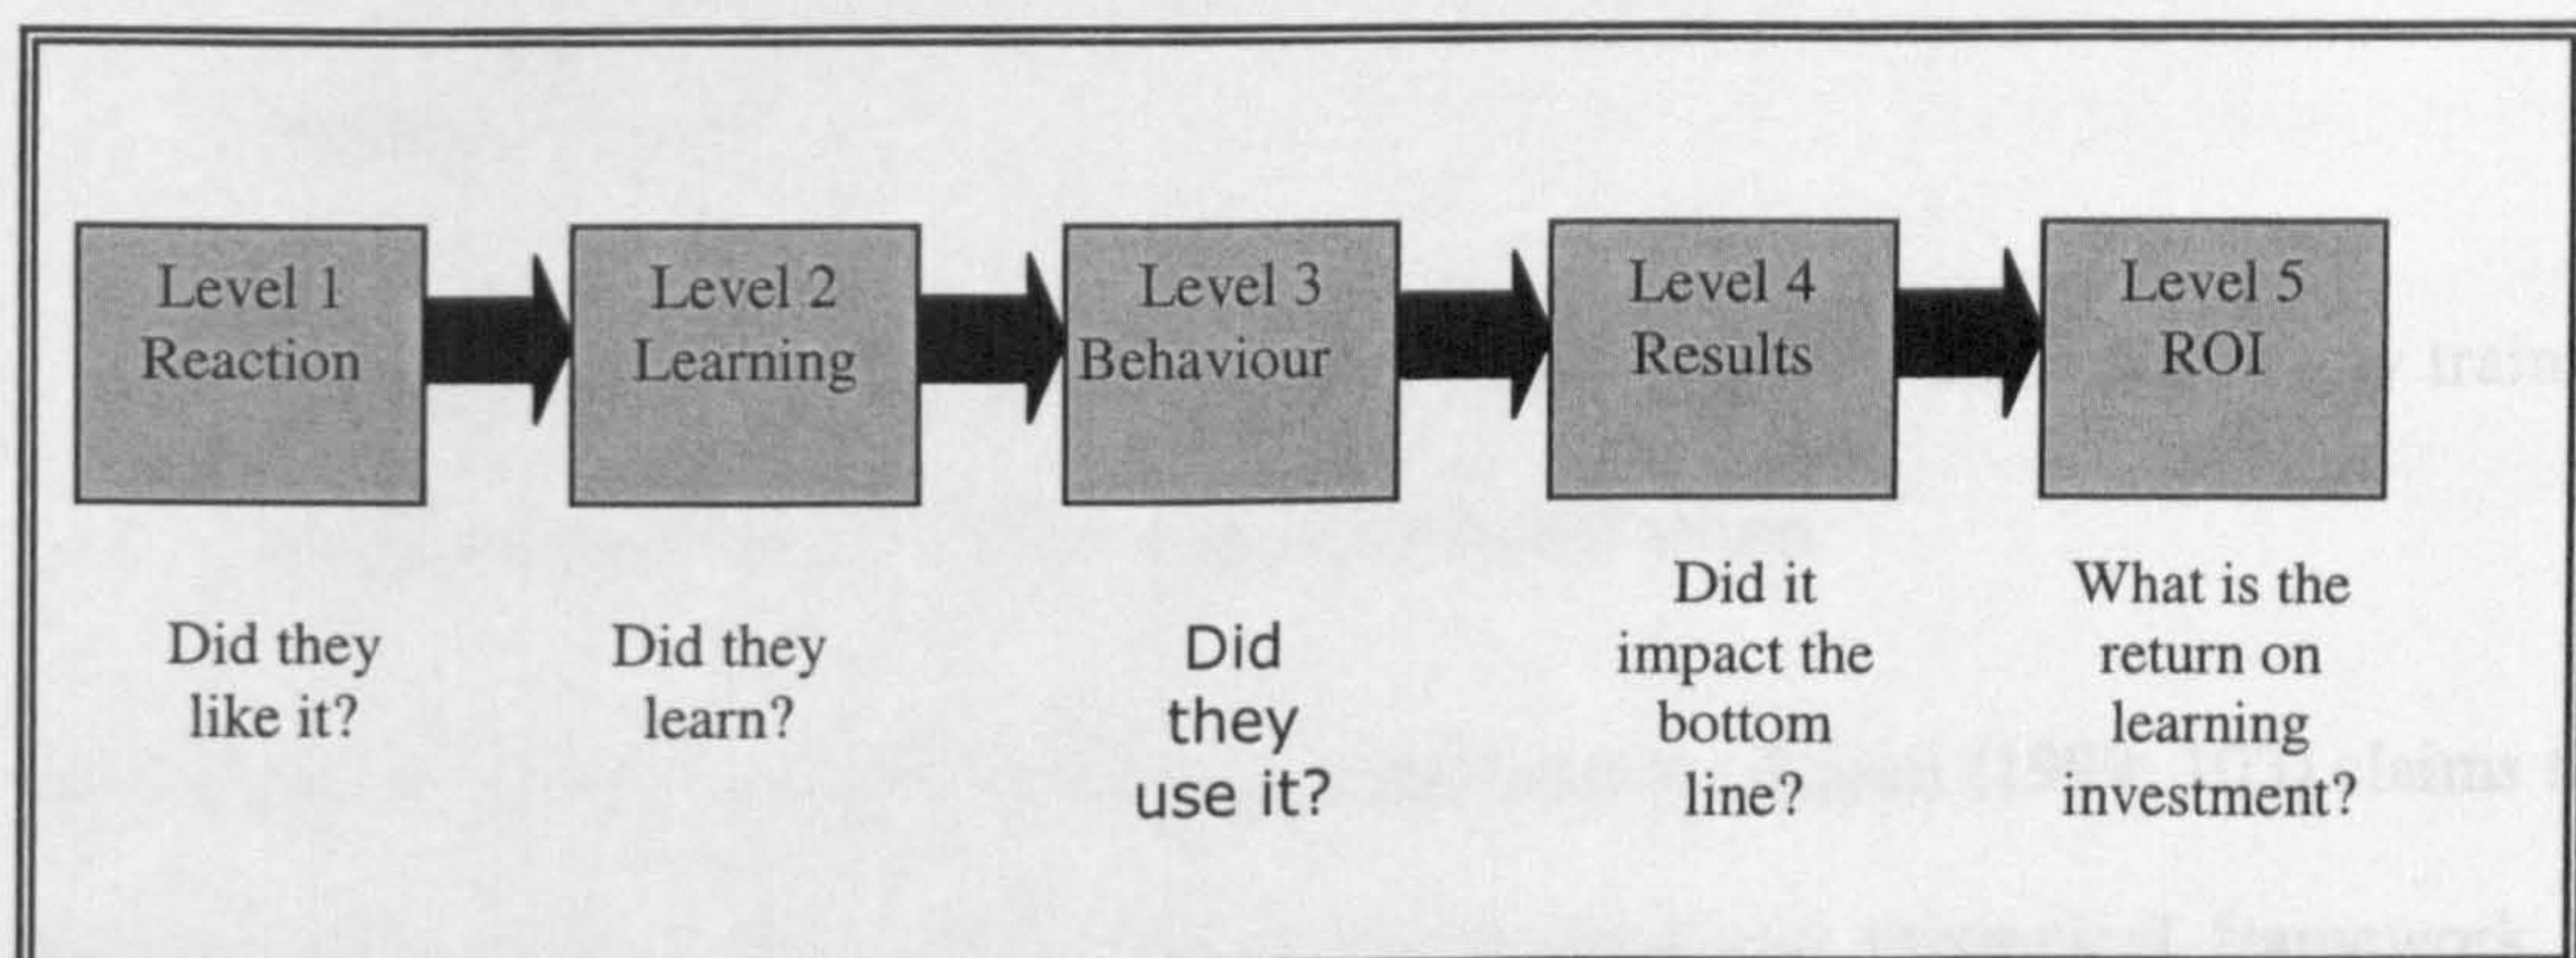 Level 1
Reaction
Level 2
Learning
Level 3
Behaviour
Level 4
Results
Level 5
ROI
Did they
like it?
Did they
learn?
Did
they
use it?
Did it
impact the
bottom
line?
What is the
return on
learning
investment?